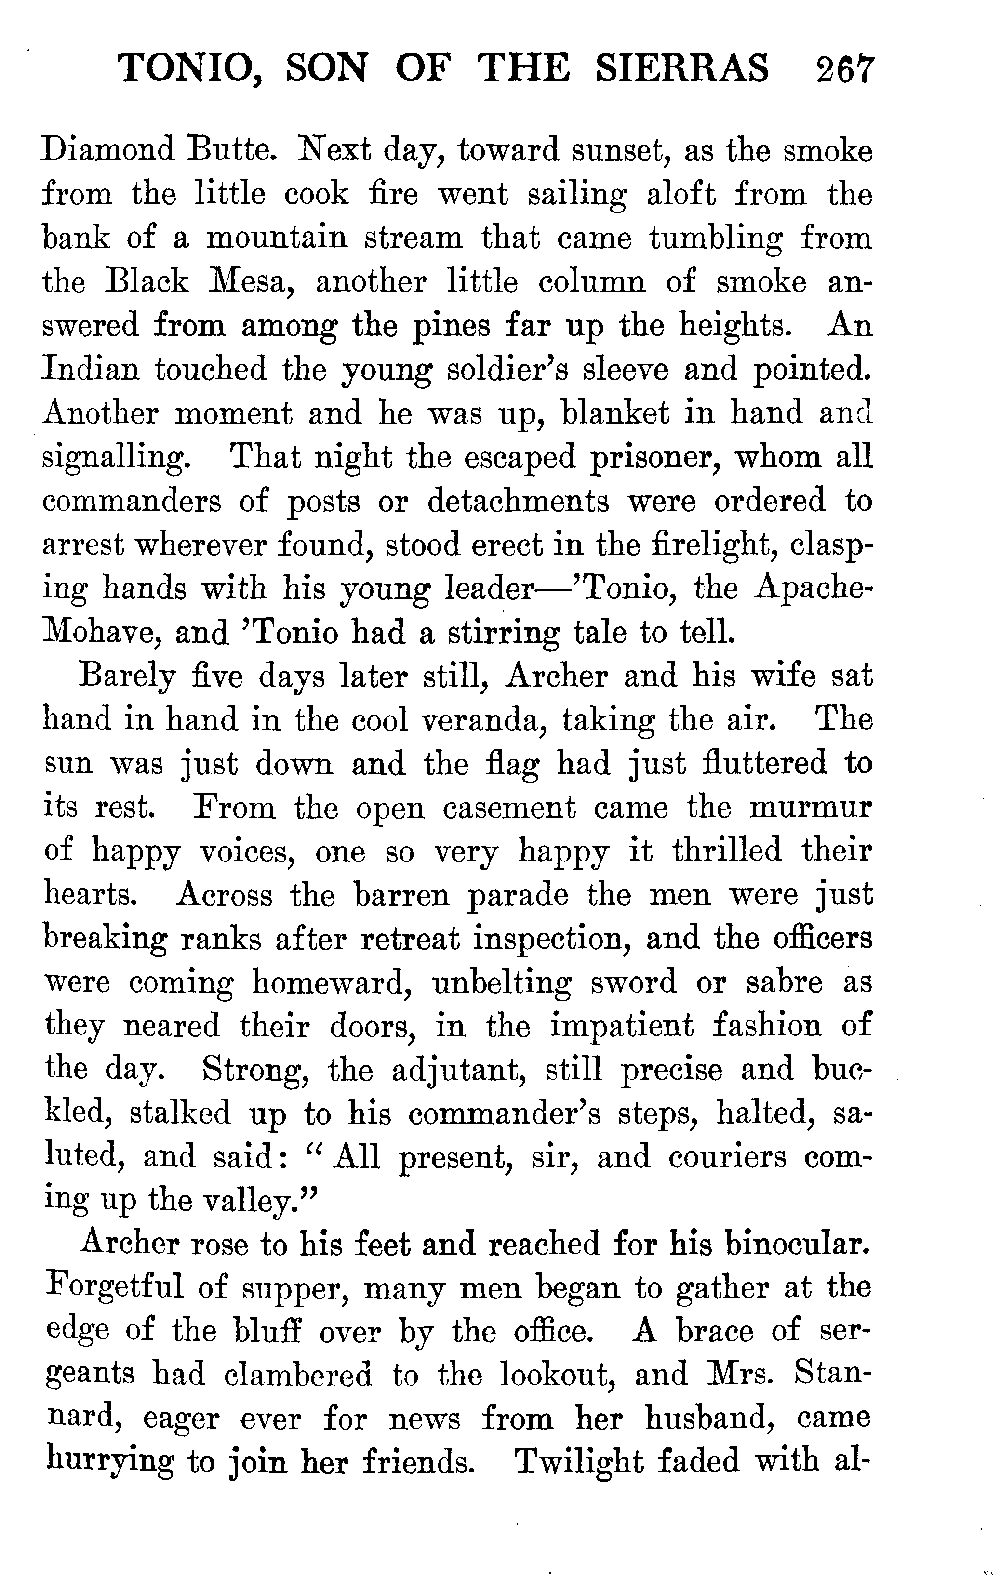 TONIO, SON OF THE SIERRAS 267
Diamond Butte. Next day, toward sunset, as the smoke
from the little cook fire went sailing aloft from the
bank of a mountain stream that came tumbling from
the Black Mesa, another little column of smoke an-
swered from among the pines far up the heights. An
Indian touched the young soldier's sleeve and pointed.
Another moment and he was up, blanket in hand and
signalling. That night the escaped prisoner, whom all
commanders of posts or detachments were ordered to
arrest wherever found, stood erect in the firelight, clasp-
ing hands with his young leader—'Tonio, the Apache-
Mohave, and 'Tonio had a stirring tale to tell.
Barely five days later still, Archer and his wife sat
hand in hand in the cool veranda, taking the air. The
sun was just down and the flag had just fluttered to
its rest. From the open casement came the murmur
of happy voices, one so very happy it thrilled their
hearts. Across the barren parade the men were just
breaking ranks after retreat inspection, and the officers
were coming homeward, unbelting sword or sabre as
they neared their doors, in the impatient fashion of
the day. Strong, the adjutant, still precise and buc-
kled, stalked up to his commander's steps, halted, sa-
luted, and said: "All present, sir, and couriers com-
ing up the valley."
Archer rose to his feet and reached for his binocular.
Forgetful of supper, many men began to gather at the
edge of the bluff over by the office. A brace of ser-
geants had clambered to the lookout, and Mrs. Stan-
nard, eager ever for news from her husband, came
hurrying to join her friends. Twilight faded with al-